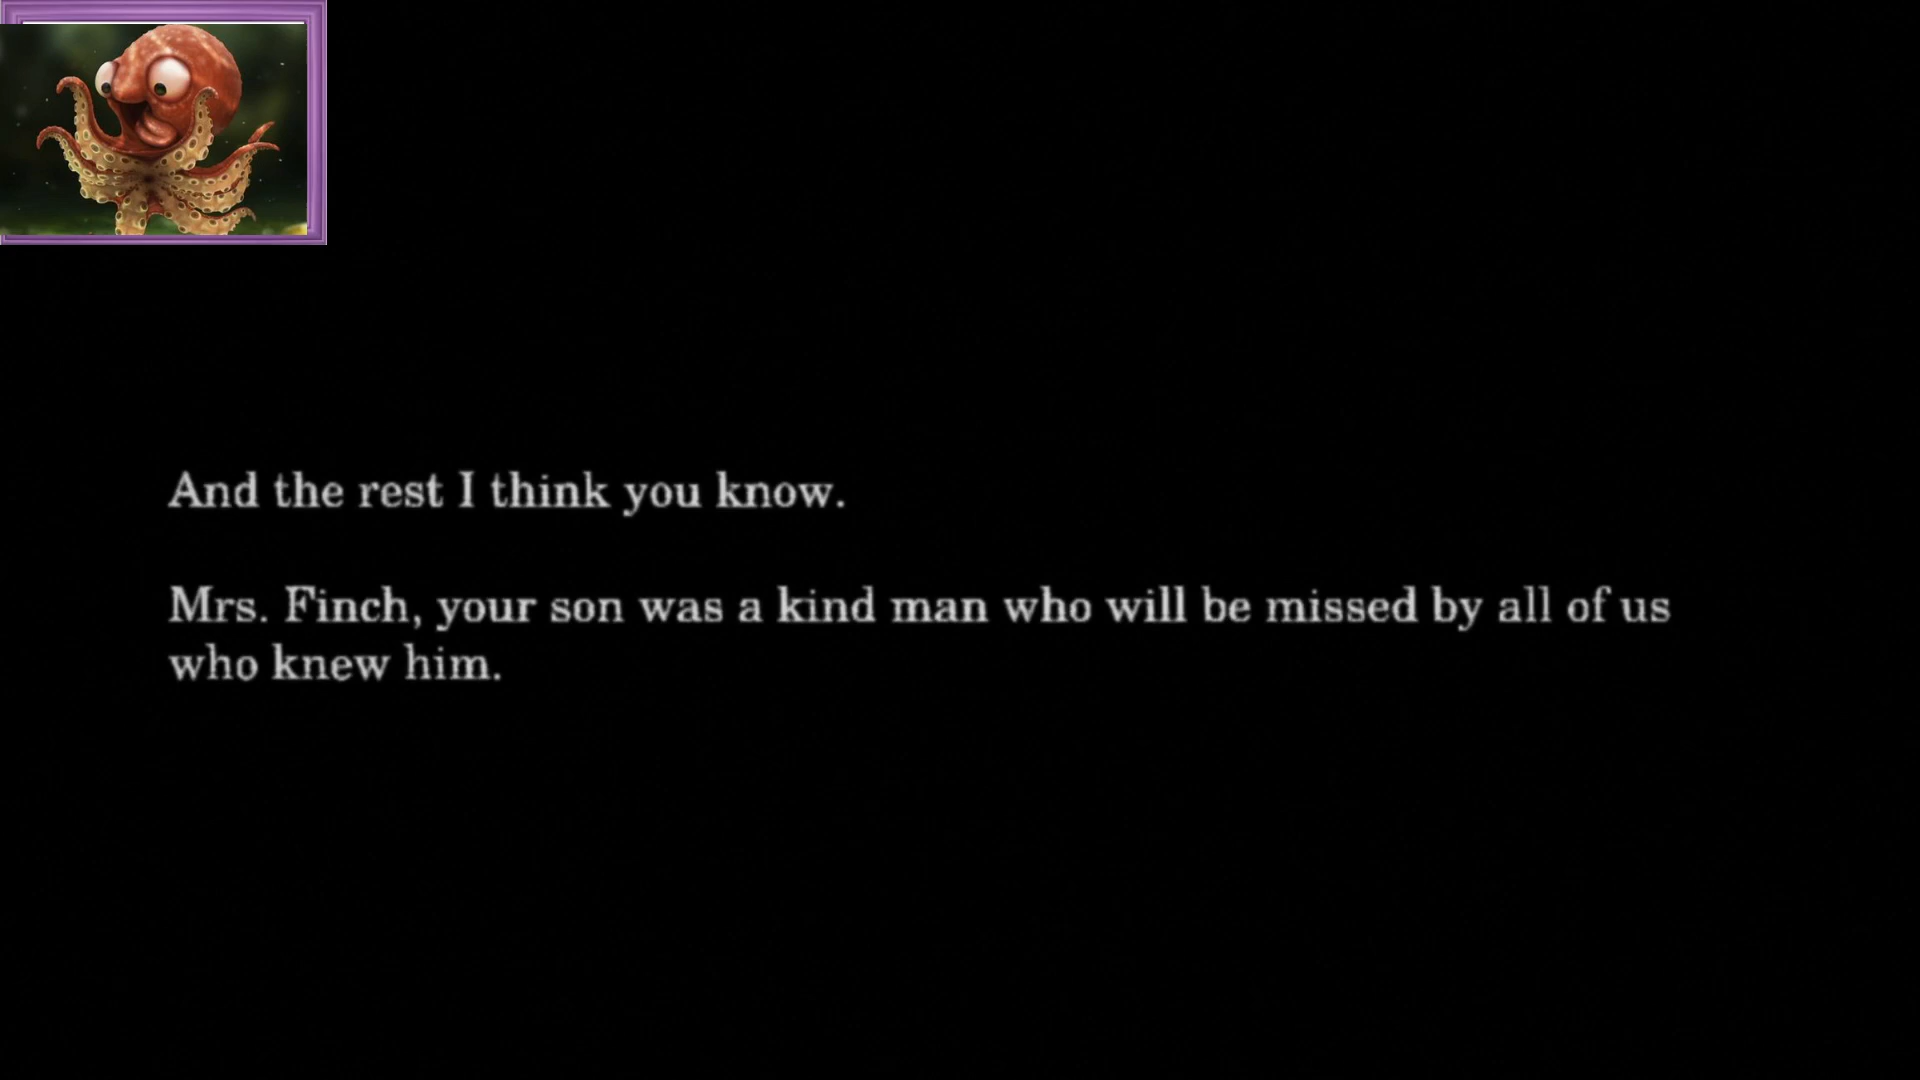 And the rest I think you know.
Mrs. Finch, your son was a kind man who will be missed by all of us
who knew him.